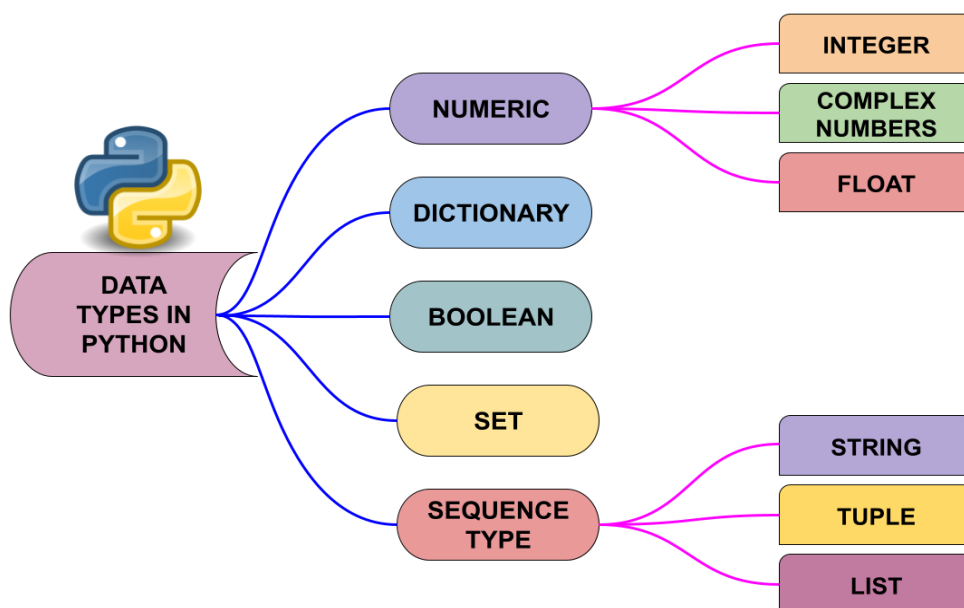 DATA
TYPES IN
PYTHON
NUMERIC
DICTIONARY
BOOLEAN
SET
SEQUENCE
TYPE
INTEGER
COMPLEX
NUMBERS
FLOAT
STRING
TUPLE
LIST